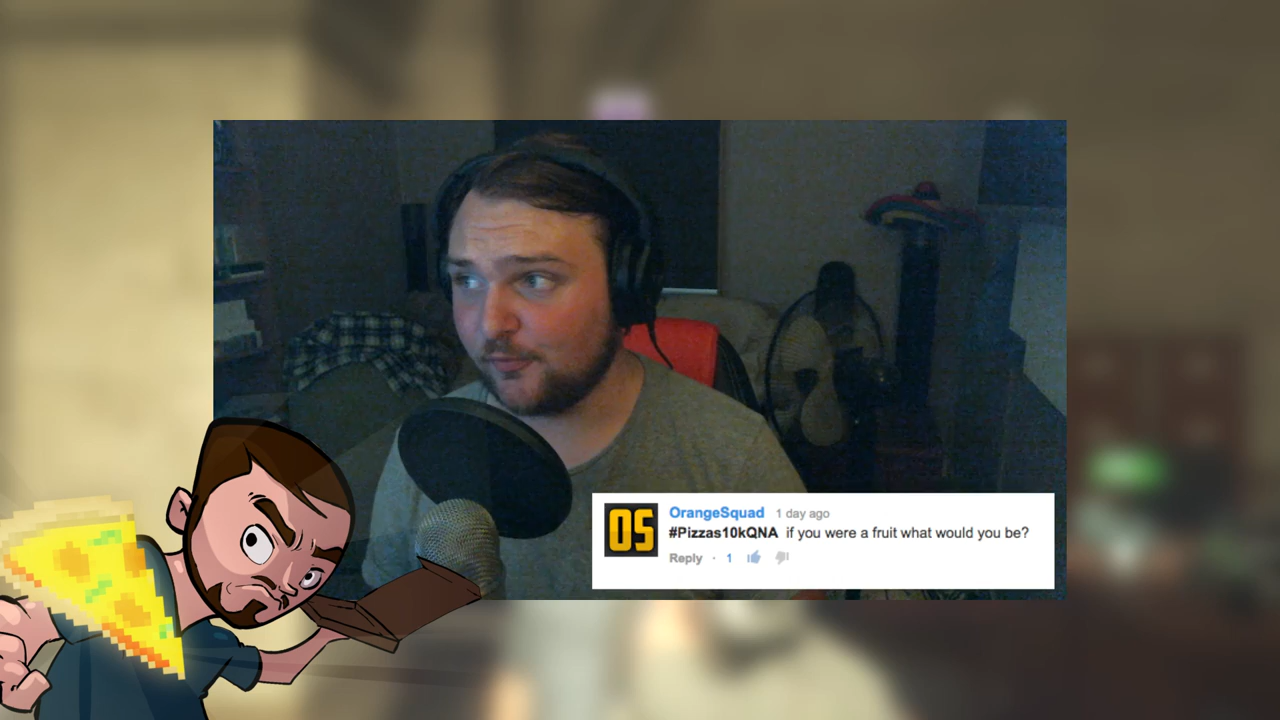 OS
OrangeSquad 1 day ago
#Pizzas10kQNA if you were a fruit what would you be?
Reply · 1